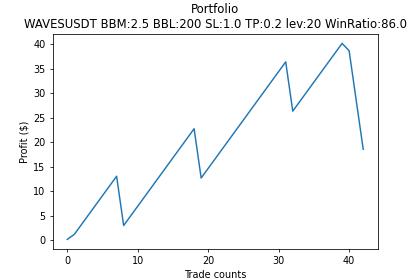 Portfolio
WAVESUSDT BBM:2.5 BBL:200 SL:1.0 TP:0.2 lev:20 WinRatio:86.0
40
35
30
25
20
15
10
5
0
Profit ($)
0 10 20 30 40
Trade counts